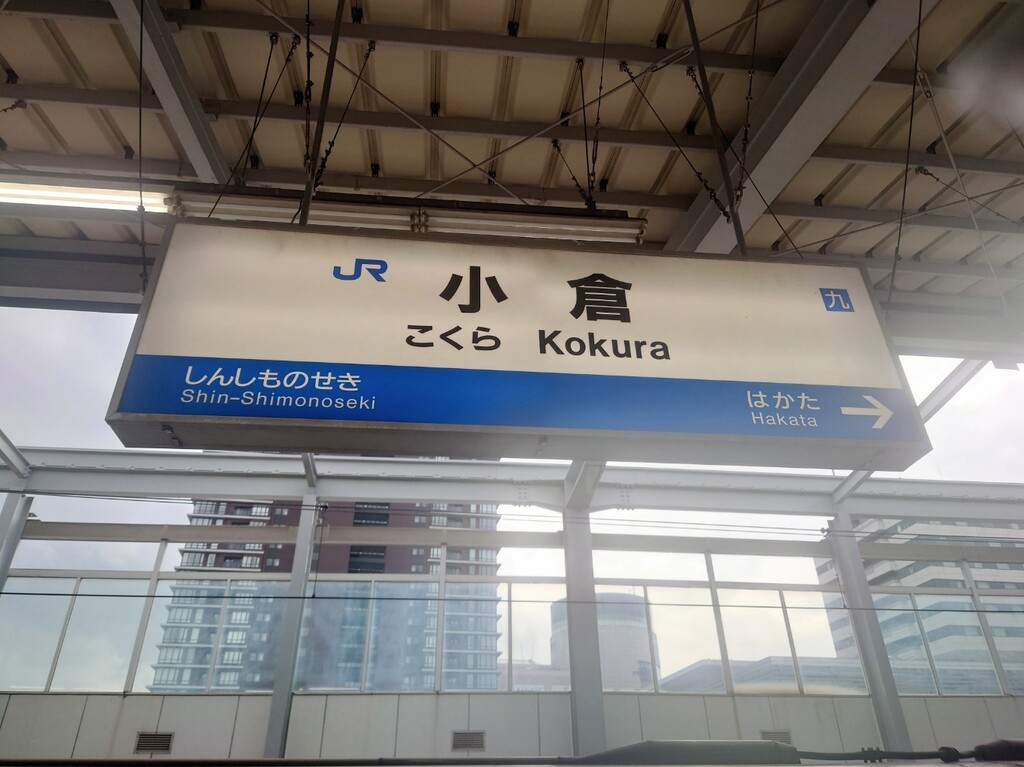 JR 小倉 九
こくら Kokura
しんしものせき はかた →
Shin-Shimonoseki Hakata